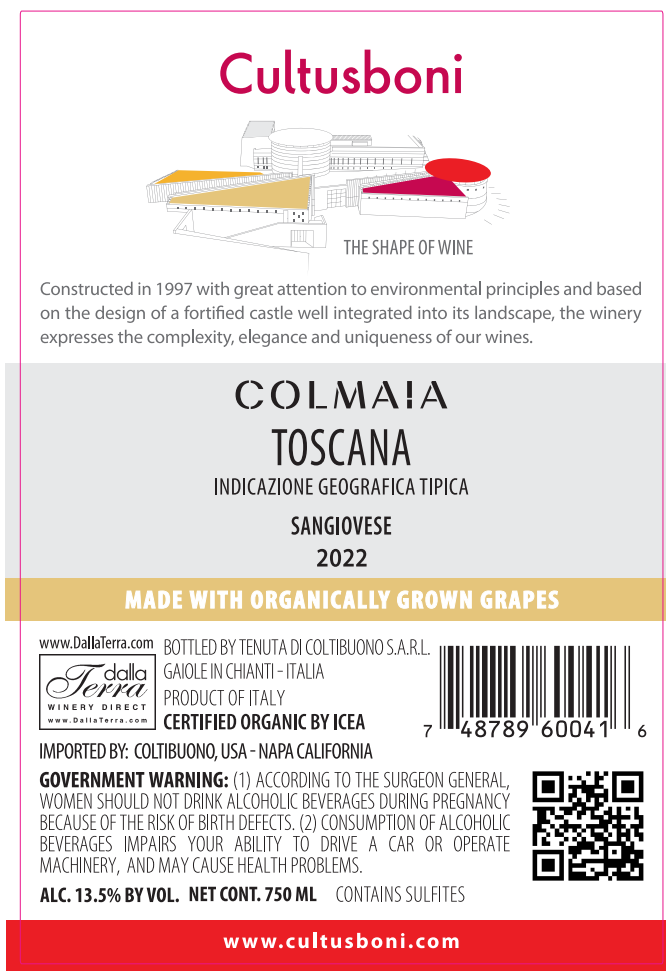 Cultusboni
THE SHAPE OF WINE
Constructed in 1997 with great attention to environmental principles and based
on the design of a fortified castle well integrated into its landscape, the winery
expresses the complexity, elegance and uniqueness of our wines.
COLMAIA
TOSCANA
INDICAZIONE GEOGRAFICA TIPICA
SANGIOVESE
2022
MADE WITH ORGANICALLY GROWN GRAPES
www.DallaTerra.com
dalla
Terra
WINERY DIRECT
www.DallaTerra.com
BOTTLED BY TENUTA DI COLTIBUONO S.A.R.L.
GAIOLE IN CHIANTI - ITALIA
PRODUCT OF ITALY
CERTIFIED ORGANIC BY ICEA
7 48789 60041 6
IMPORTED BY: COLTIBUONO, USA - NAPA CALIFORNIA
GOVERNMENT WARNING: (1) ACCORDING TO THE SURGEON GENERAL,
WOMEN SHOULD NOT DRINK ALCOHOLIC BEVERAGES DURING PREGNANCY
BECAUSE OF THE RISK OF BIRTH DEFECTS. (2) CONSUMPTION OF ALCOHOLIC
BEVERAGES IMPAIRS YOUR ABILITY TO DRIVE A CAR OR OPERATE
MACHINERY, AND MAY CAUSE HEALTH PROBLEMS.
ALC. 13.5% BY VOL. NET CONT. 750 ML CONTAINS SULFITES
www.cultusboni.com